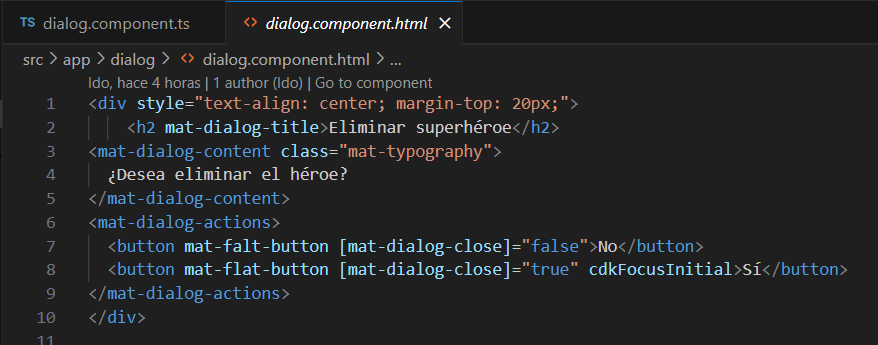 TS dialog.component.ts <> dialog.component.html ×
src > app > dialog > <> dialog.component.html > ...
Ido, hace 4 horas | 1 author (Ido) | Go to component
1 <div style="text-align: center; margin-top: 20px;">
2 <h2 mat-dialog-title>Eliminar superhéroe</h2>
3 <mat-dialog-content class="mat-typography">
4 ¿Desea eliminar el héroe?
5 </mat-dialog-content>
6 <mat-dialog-actions>
7 <button mat-falt-button [mat-dialog-close]="false">No</button>
8 <button mat-flat-button [mat-dialog-close]="true" cdkFocusInitial>Sí</button>
9 </mat-dialog-actions>
10 </div>
11